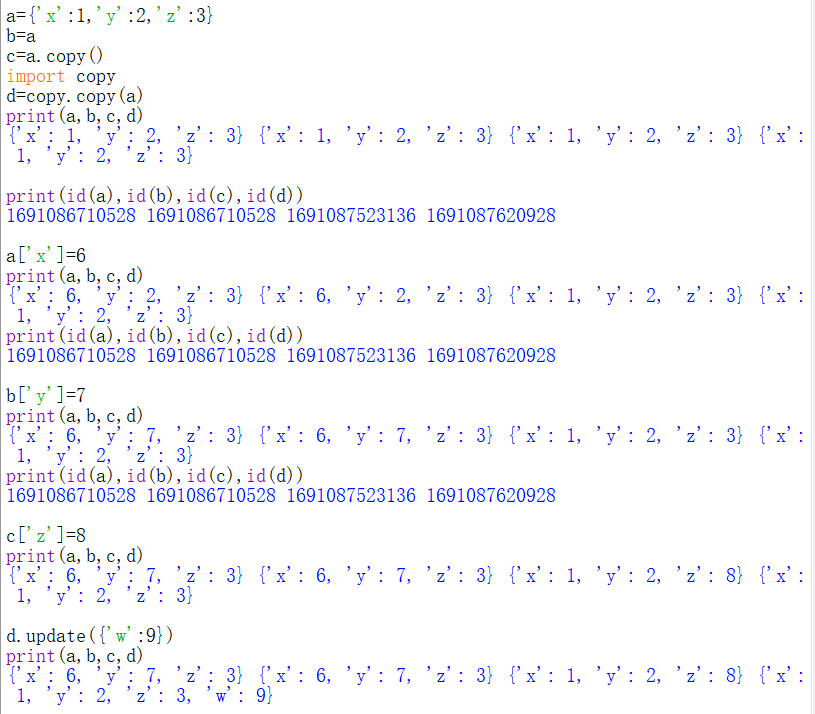 a={'x':1,'y':2,'z':3}
b=a
c=a.copy()
import copy
d=copy.copy(a)
print(a,b,c,d)
{'x': 1, 'y': 2, 'z': 3} {'x': 1, 'y': 2, 'z': 3} {'x': 1, 'y': 2, 'z': 3} {'x':
1, 'y': 2, 'z': 3}
print(id(a),id(b),id(c),id(d))
1691086710528 1691086710528 1691087523136 1691087620928
a['x']=6
print(a,b,c,d)
{'x': 6, 'y': 2, 'z': 3} {'x': 6, 'y': 2, 'z': 3} {'x': 1, 'y': 2, 'z': 3} {'x':
1, 'y': 2, 'z': 3}
print(id(a),id(b),id(c),id(d))
1691086710528 1691086710528 1691087523136 1691087620928
b['y']=7
print(a,b,c,d)
{'x': 6, 'y': 7, 'z': 3} {'x': 6, 'y': 7, 'z': 3} {'x': 1, 'y': 2, 'z': 3} {'x':
1, 'y': 2, 'z': 3}
print(id(a),id(b),id(c),id(d))
1691086710528 1691086710528 1691087523136 1691087620928
c['z']=8
print(a,b,c,d)
{'x': 6, 'y': 7, 'z': 3} {'x': 6, 'y': 7, 'z': 3} {'x': 1, 'y': 2, 'z': 8} {'x':
1, 'y': 2, 'z': 3}
d.update({'w':9})
print(a,b,c,d)
{'x': 6, 'y': 7, 'z': 3} {'x': 6, 'y': 7, 'z': 3} {'x': 1, 'y': 2, 'z': 8} {'x':
1, 'y': 2, 'z': 3, 'w': 9}